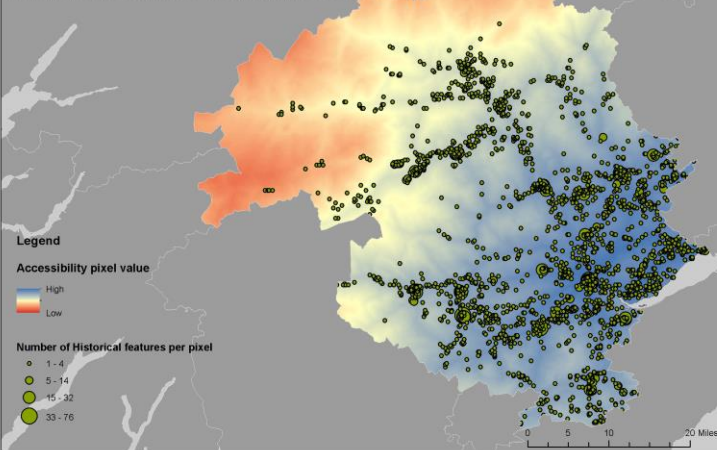 Legend
Accessibility pixel value
High
Low
Number of Historical features per pixel
1 - 4
5 - 14
15 - 32
33 - 76
0 5 10 20 Miles